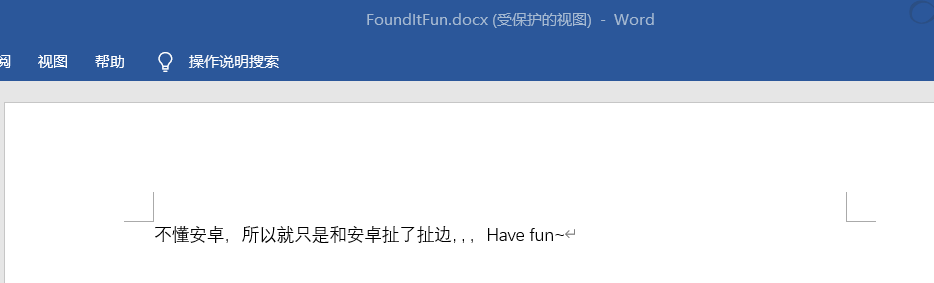 FoundItFun.docx (受保护的视图) - Word
阅 视图 帮助 操作说明搜索
不懂安卓，所以就只是和安卓扯了扯边，，，Have fun~↵